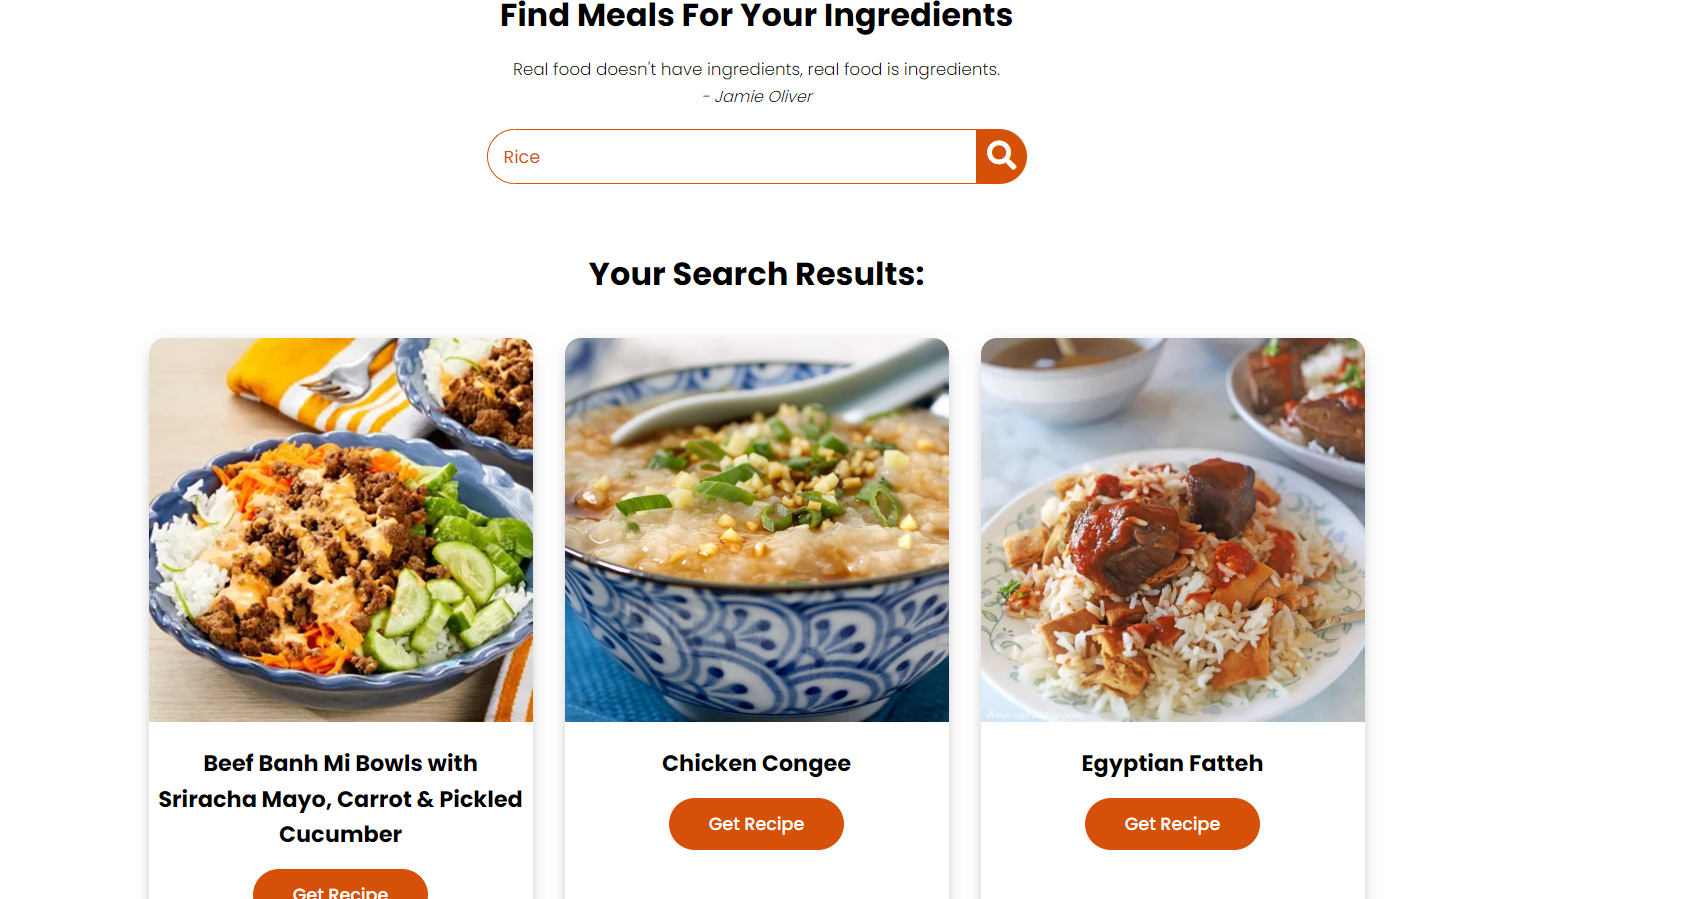 Find Meals For Your Ingredients
Real food doesn't have ingredients, real food is ingredients.
- Jamie Oliver
Rice
Your Search Results:
Beef Banh Mi Bowls with
Sriracha Mayo, Carrot & Pickled
Cucumber
Get Recipe
Chicken Congee
Get Recipe
Egyptian Fatteh
Get Recipe